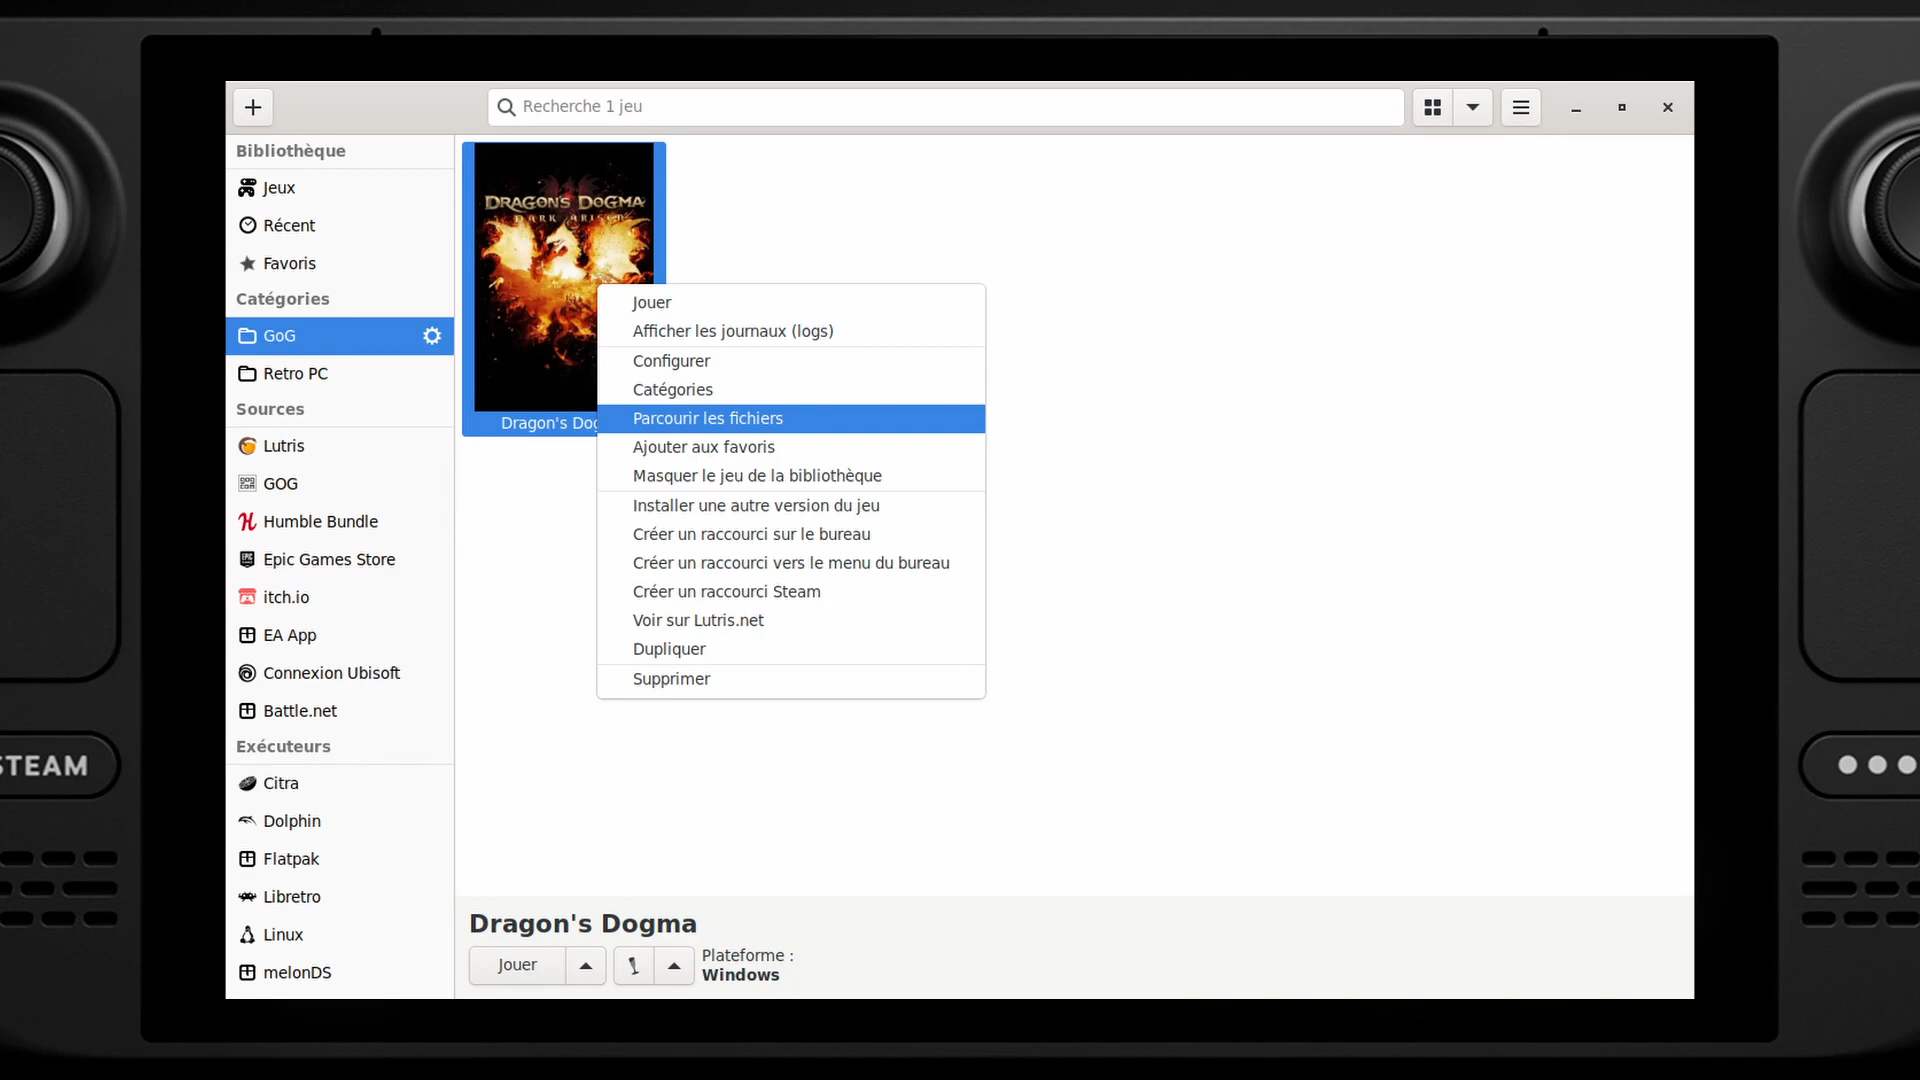 Recherche 1 jeu
Bibliothèque
Jeux
Récent
Favoris
Catégories
GoG
Retro PC
Sources
Lutris
GOG
Humble Bundle
Epic Games Store
itch.io
EA App
Connexion Ubisoft
Battle.net
Exécuteurs
Citra
Dolphin
Flatpak
Libretro
Linux
melonDS
DRAGON'S DOGMA
DARK ARISEN
Dragon's Dog
Jouer
Afficher les journaux (logs)
Configurer
Catégories
Parcourir les fichiers
Ajouter aux favoris
Masquer le jeu de la bibliothèque
Installer une autre version du jeu
Créer un raccourci sur le bureau
Créer un raccourci vers le menu du bureau
Créer un raccourci Steam
Voir sur Lutris.net
Dupliquer
Supprimer
Dragon's Dogma
Jouer
Plateforme :
Windows
STEAM